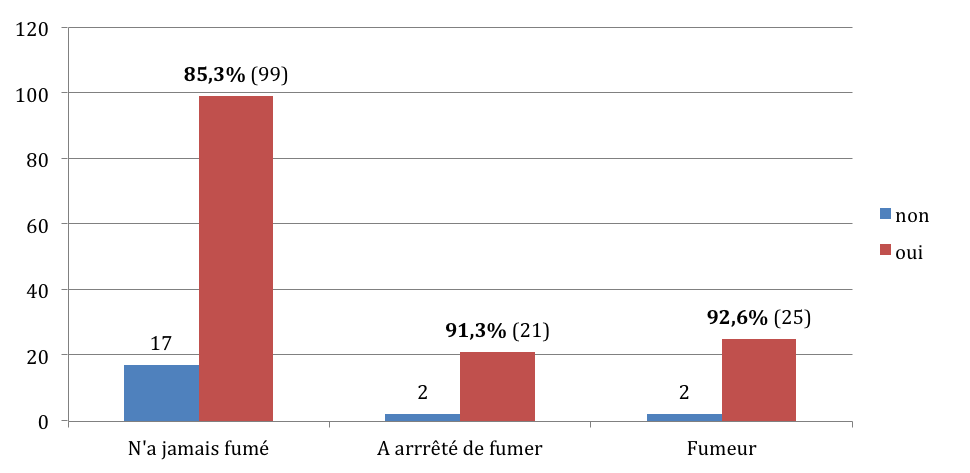 120
100
80
60
40
20
0
85,3% (99)
17
91,3% (21)
2
92,6% (25)
2
N'a jamais fumé
A arrrêté de fumer
Fumeur
non
oui